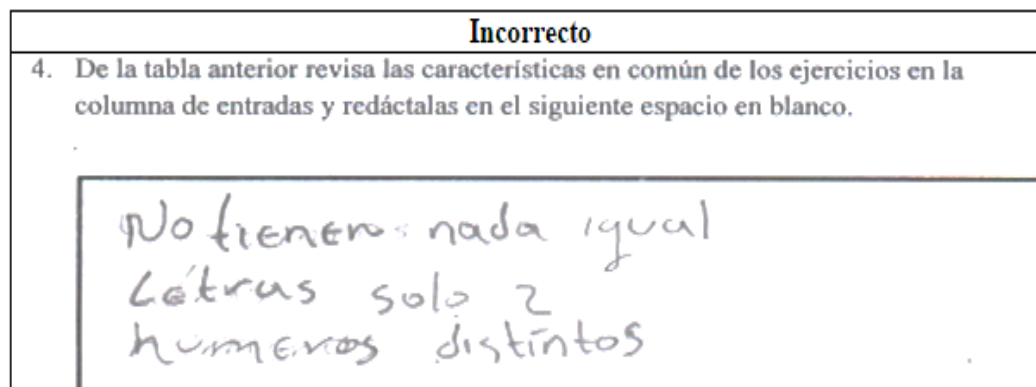 Incorrecto
4. De la tabla anterior revisa las características en común de los ejercicios en la
columna de entradas y redáctalas en el siguiente espacio en blanco.
No tienen nada igual
Letras solo 2
numeros distintos